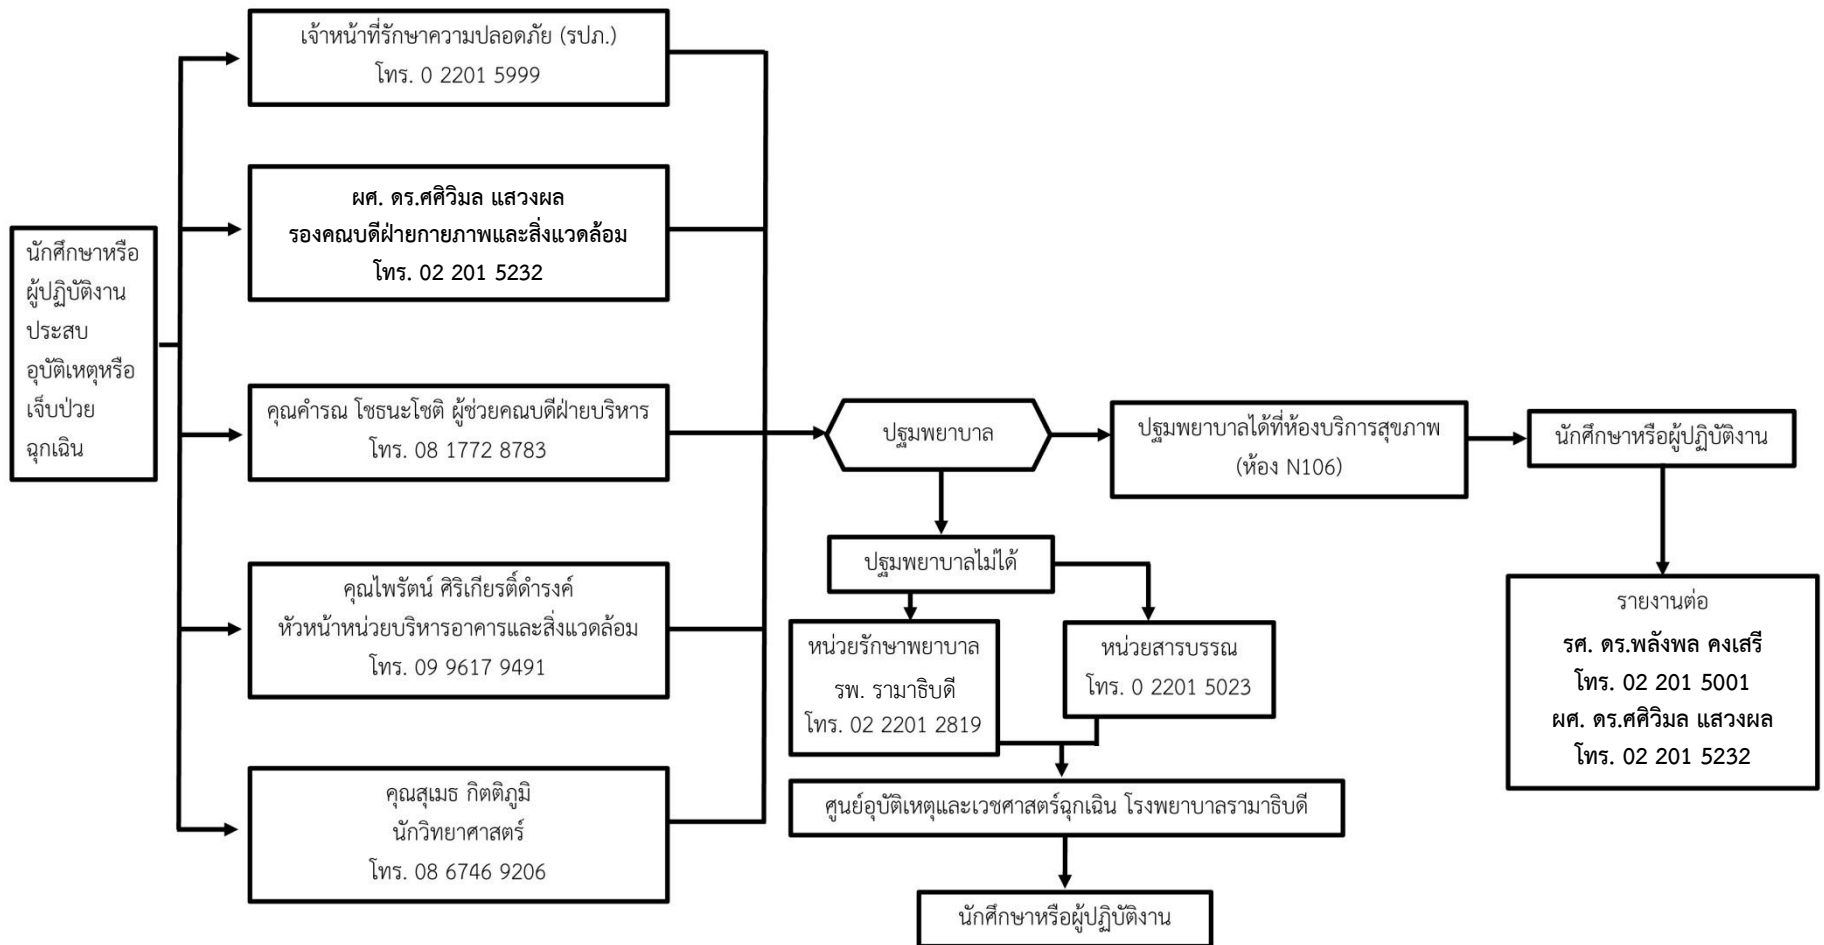 นักศึกษาหรือ
ผู้ปฏิบัติงาน
ประสบ
อุบัติเหตุหรือ
เจ็บป่วย
ฉุกเฉิน
เจ้าหน้าที่รักษาความปลอดภัย (รปภ.)
โทร. 0 2201 5999
ผศ. ดร.ศศิวิมล แสวงผล
รองคณบดีฝ่ายกายภาพและสิ่งแวดล้อม
โทร. 02 201 5232
คุณคำรณ โชธนะโชติ ผู้ช่วยคณบดีฝ่ายบริหาร
โทร. 08 1772 8783
คุณไพรัตน์ ศิริเกียรติ์ดำรงค์
หัวหน้าหน่วยบริหารอาคารและสิ่งแวดล้อม
โทร. 09 9617 9491
คุณสุเมธ กิตติภูมิ
นักวิทยาศาสตร์
โทร. 08 6746 9206
ปฐมพยาบาล
ปฐมพยาบาลได้ที่ห้องบริการสุขภาพ
(ห้อง N106)
นักศึกษาหรือผู้ปฏิบัติงาน
รายงานต่อ
รศ. ดร.พลังพล คงเสรี
โทร. 02 201 5001
ผศ. ดร.ศศิวิมล แสวงผล
โทร. 02 201 5232
ปฐมพยาบาลไม่ได้
หน่วยรักษาพยาบาล
รพ. รามาธิบดี
โทร. 02 2201 2819
หน่วยสารบรรณ
โทร. 0 2201 5023
ศูนย์อุบัติเหตุและเวชศาสตร์ฉุกเฉิน โรงพยาบาลรามาธิบดี
นักศึกษาหรือผู้ปฏิบัติงาน